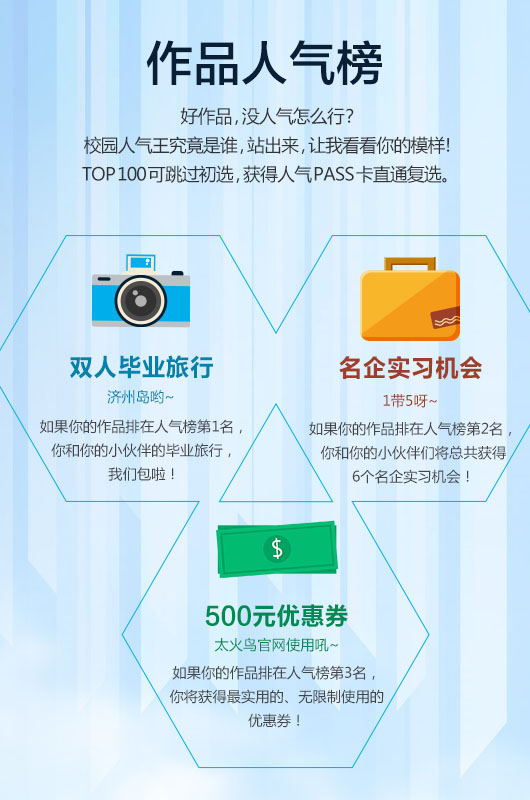 作品人气榜
好作品，没人气怎么行？
校园人气王究竟是谁，站出来，让我看看你的模样！
TOP 100可跳过初选，获得人气PASS卡直通复选。
双人毕业旅行
济州岛哟~
如果你的作品排在人气榜第1名，
你和你的小伙伴的毕业旅行，
我们包啦！
名企实习机会
1带5呀~
如果你的作品排在人气榜第2名，
你和你的小伙伴们将总共获得
6个名企实习机会！
$
500元优惠券
太火鸟官网使用吼~
如果你的作品排在人气榜第3名，
你将获得最实用的、无限制使用的
优惠券！